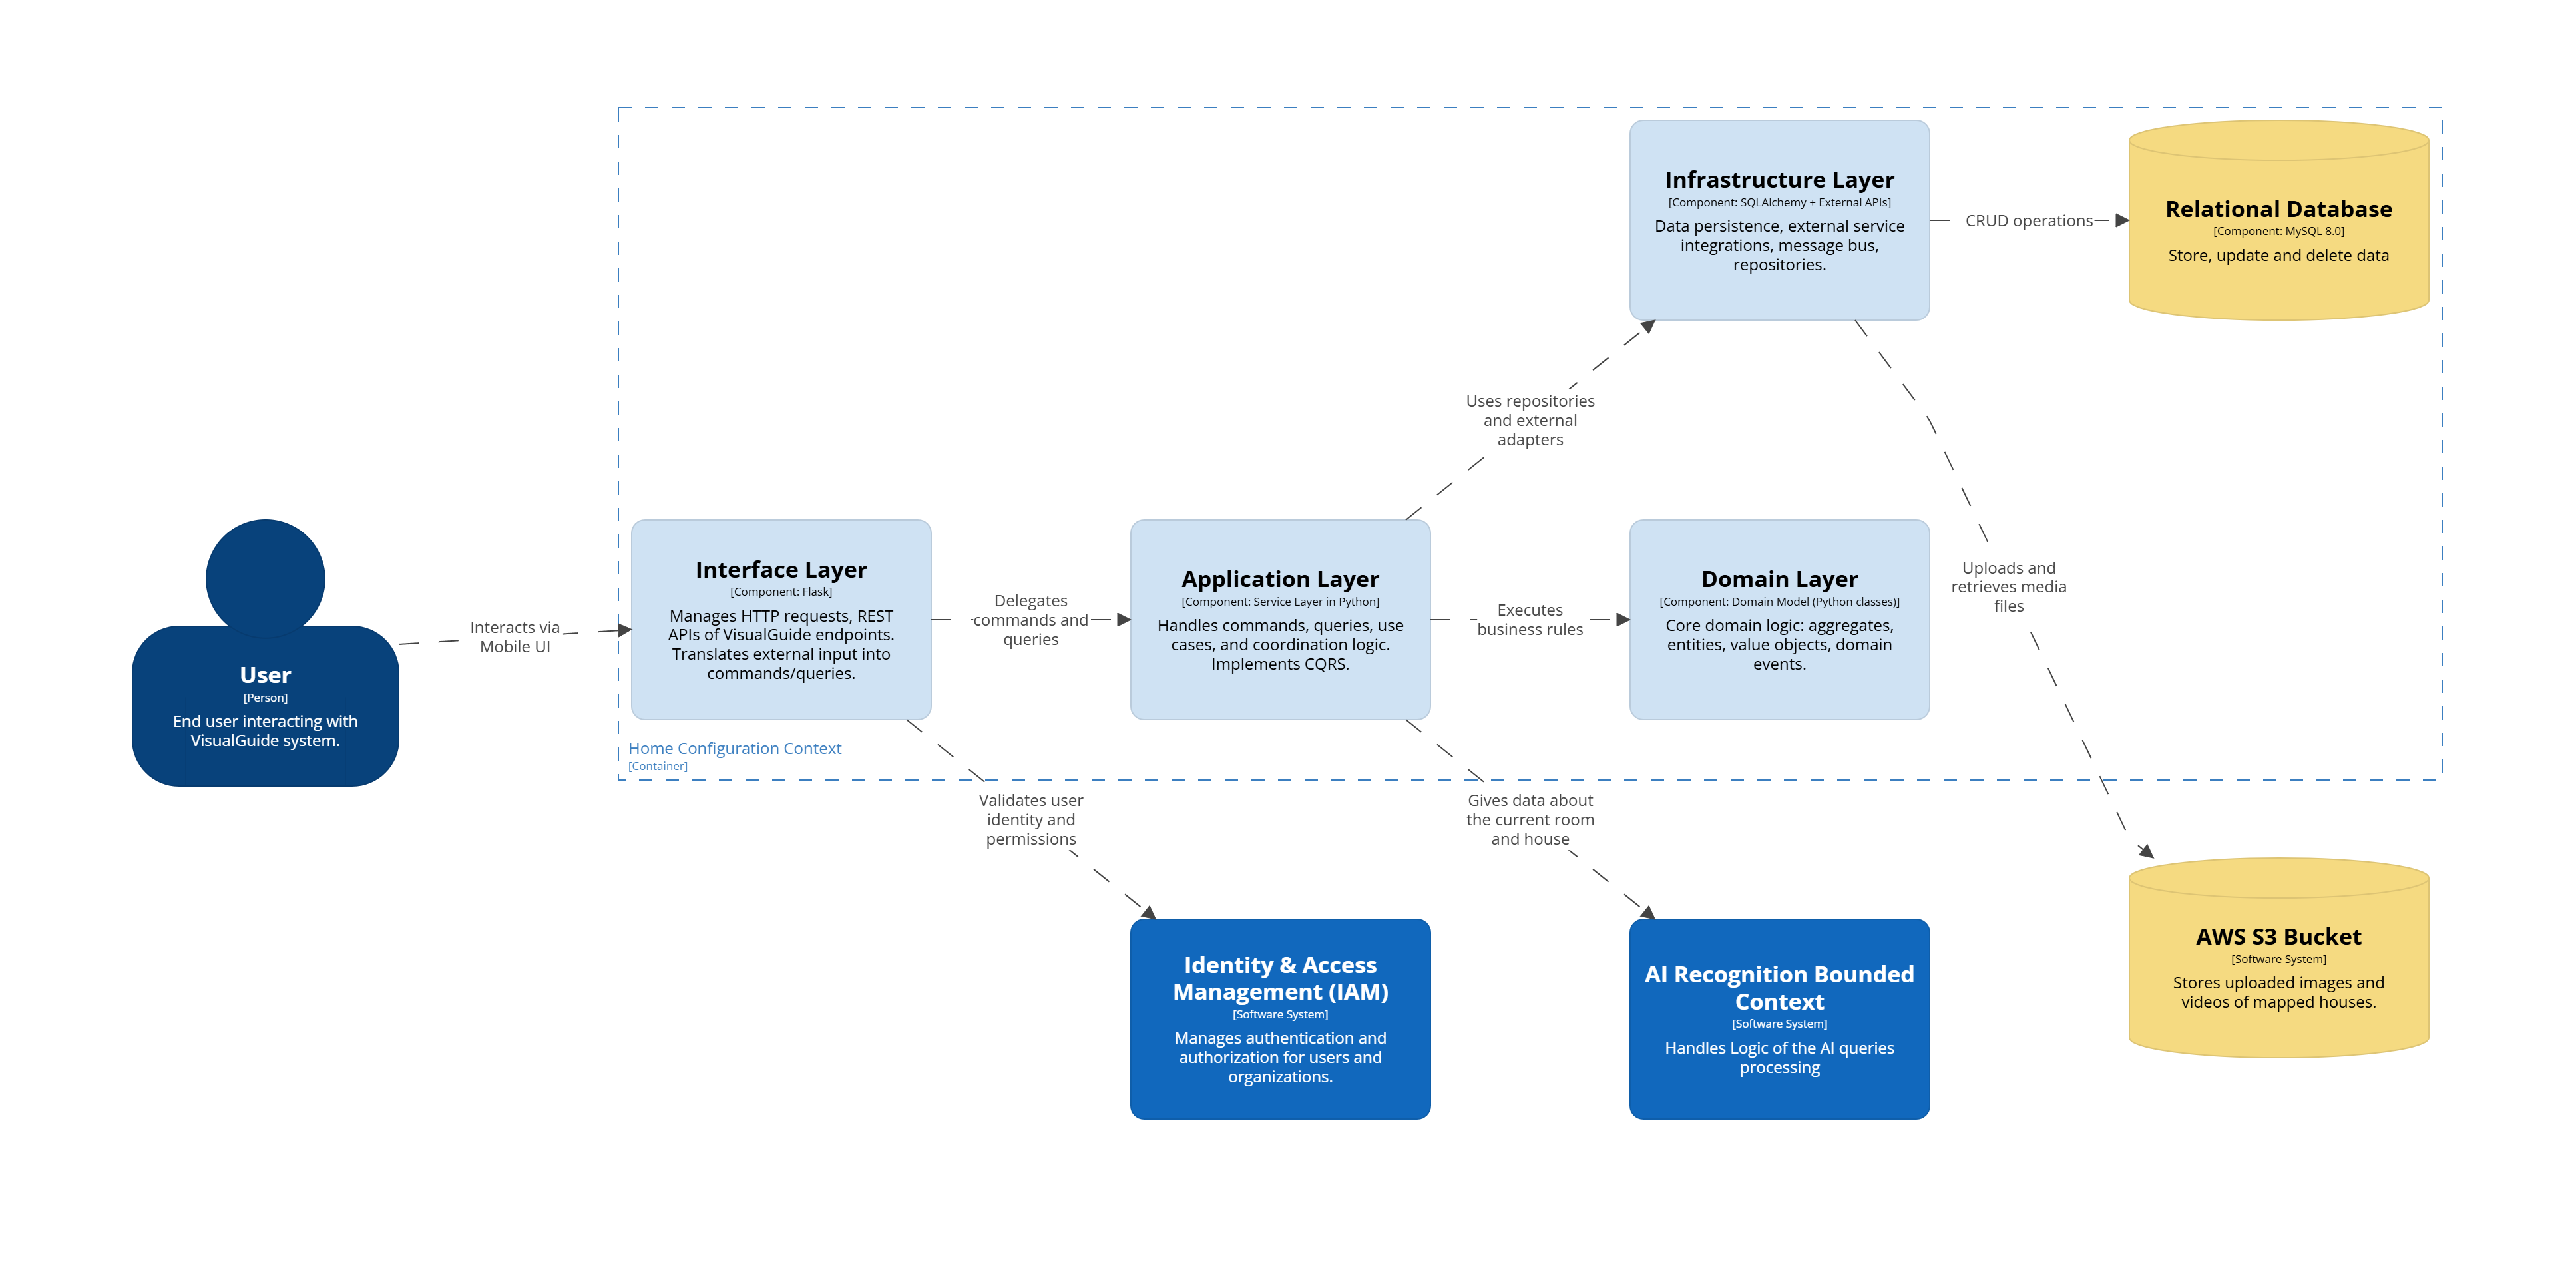 Infrastructure Layer
[Component: SQLAlchemy + External APIs]
Data persistence, external service
integrations, message bus,
repositories.
CRUD operations
Relational Database
[Component: MySQL 8.0]
Store, update and delete data
Uses repositories
and external
adapters
User
[Person]
End user interacting with
VisualGuide system.
Interacts via
Mobile UI
Interface Layer
[Component: Flask]
Manages HTTP requests, REST
APIs of VisualGuide endpoints.
Translates external input into
commands/queries.
Delegates
commands and
queries
Application Layer
[Component: Service Layer in Python]
Handles commands, queries, use
cases, and coordination logic.
Implements CQRS.
Executes
business rules
Domain Layer
[Component: Domain Model (Python classes)]
Core domain logic: aggregates,
entities, value objects, domain
events.
Uploads and
retrieves media
files
Home Configuration Context
[Container]
Validates user
identity and
permissions
Gives data about
the current room
and house
Identity & Access
Management (IAM)
[Software System]
Manages authentication and
authorization for users and
organizations.
AI Recognition Bounded
Context
[Software System]
Handles Logic of the AI queries
processing
AWS S3 Bucket
[Software System]
Stores uploaded images and
videos of mapped houses.